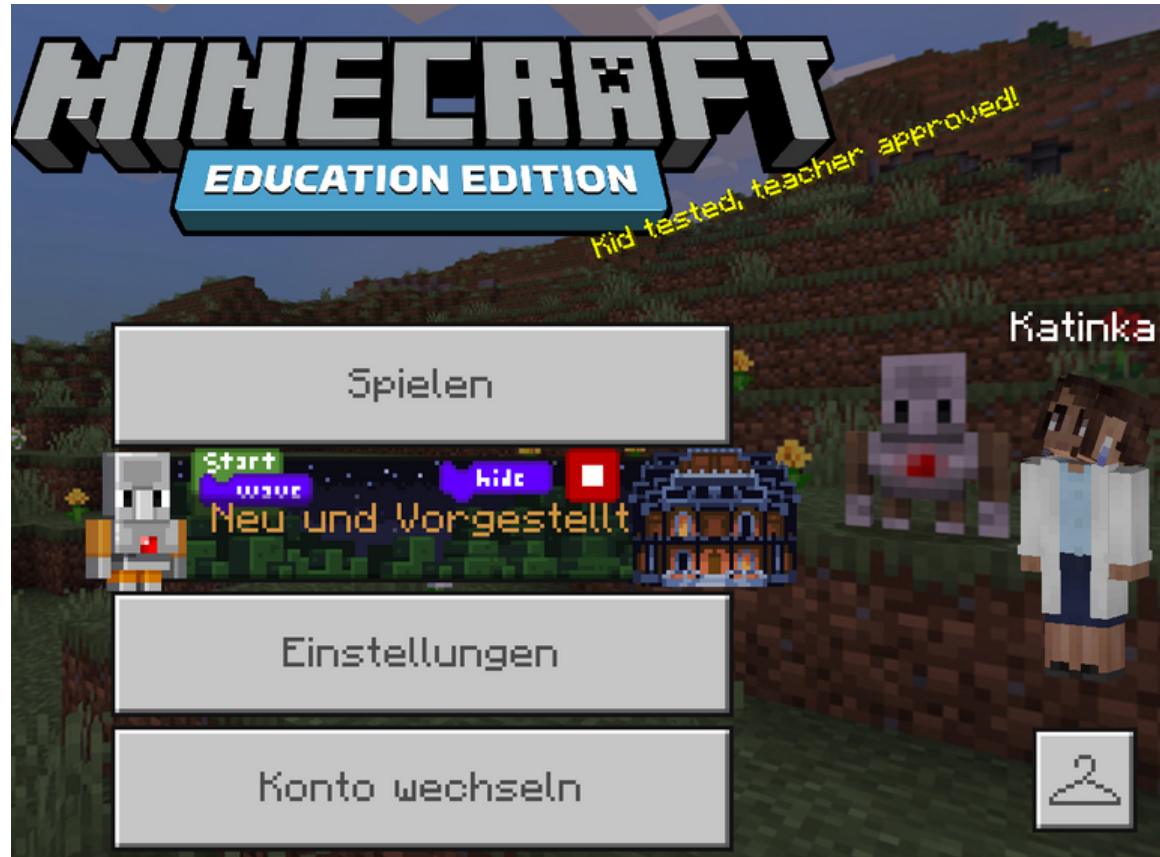 MINECRAFT
EDUCATION EDITION
Kid tested, teacher approved!
Katinka
Spielen
Start
wave
hide
Neu und Vorgestellt
Einstellungen
Konto wechseln